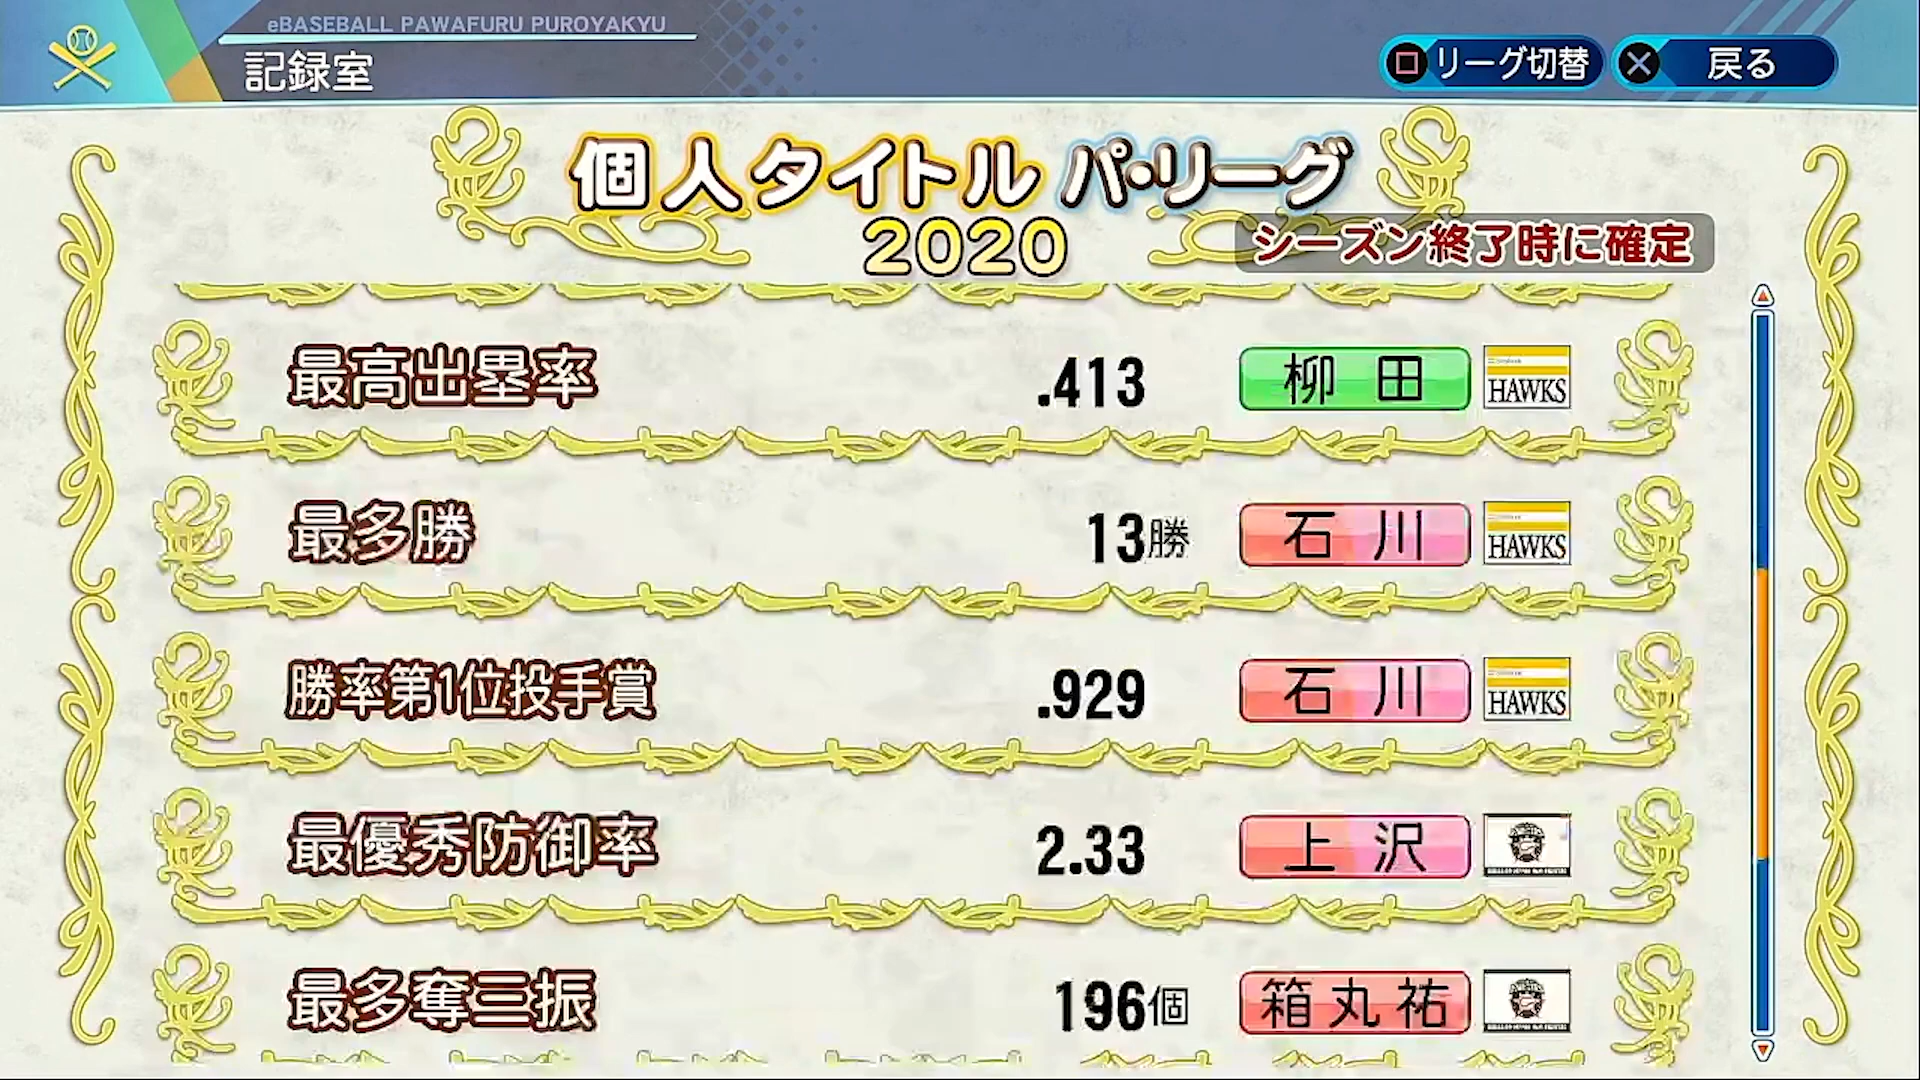 eBASEBALL PAWAFURU PUROYAKYU
記録室
リーグ切替
戻る
個人タイトル パ・リーグ
2020
シーズン終了時に確定
最高出塁率 .413 柳田 HAWKS
最多勝 13勝 石川 HAWKS
勝率第1位投手賞 .929 石川 HAWKS
最優秀防御率 2.33 上沢
最多奪三振 196個 箱丸祐